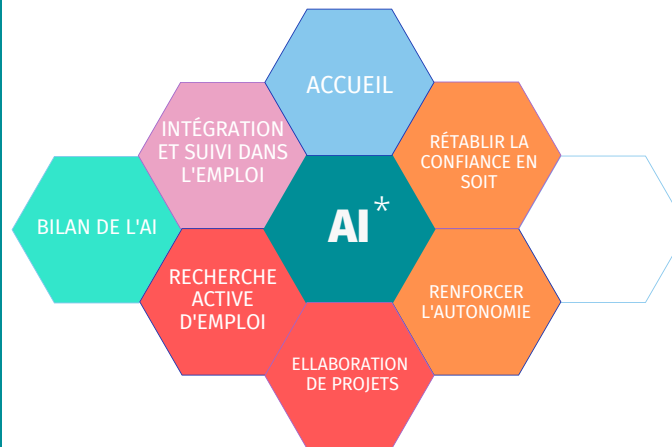 ACCUEIL
INTÉGRATION
ET SUIVI DANS
L'EMPLOI
RÉTABLIR LA
CONFIANCE EN
SOIT
BILAN DE L'AI
AI*
RECHERCHE
ACTIVE
D'EMPLOI
RENFORCER
L'AUTONOMIE
ELLABORATION
DE PROJETS